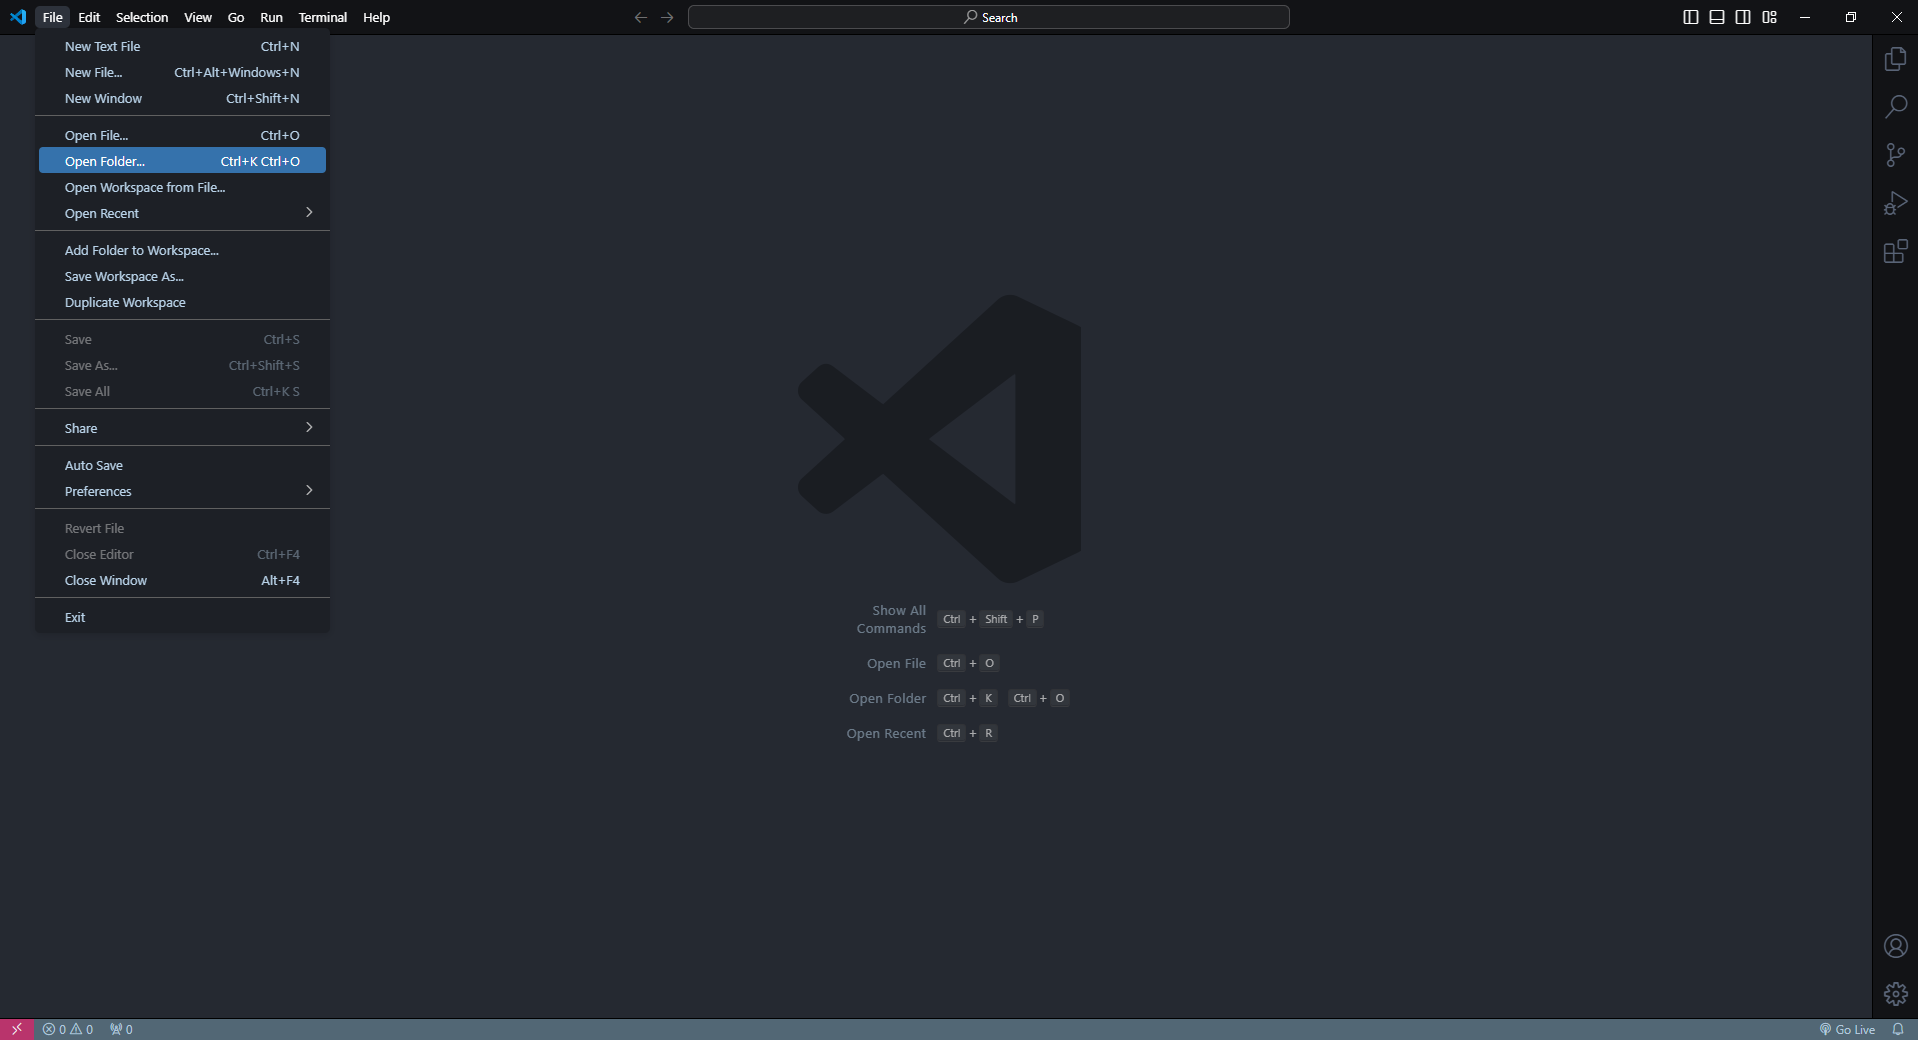 File Edit Selection View Go Run Terminal Help
Search
New Text File Ctrl+N
New File... Ctrl+Alt+Windows+N
New Window Ctrl+Shift+N
Open File... Ctrl+O
Open Folder... Ctrl+K Ctrl+O
Open Workspace from File...
Open Recent
Add Folder to Workspace...
Save Workspace As...
Duplicate Workspace
Save Ctrl+S
Save As... Ctrl+Shift+S
Save All Ctrl+K S
Share
Auto Save
Preferences
Revert File
Close Editor Ctrl+F4
Close Window Alt+F4
Exit
Show All
Commands Ctrl + Shift + P
Open File Ctrl + O
Open Folder Ctrl + K Ctrl + O
Open Recent Ctrl + R
0 0 0
Go Live